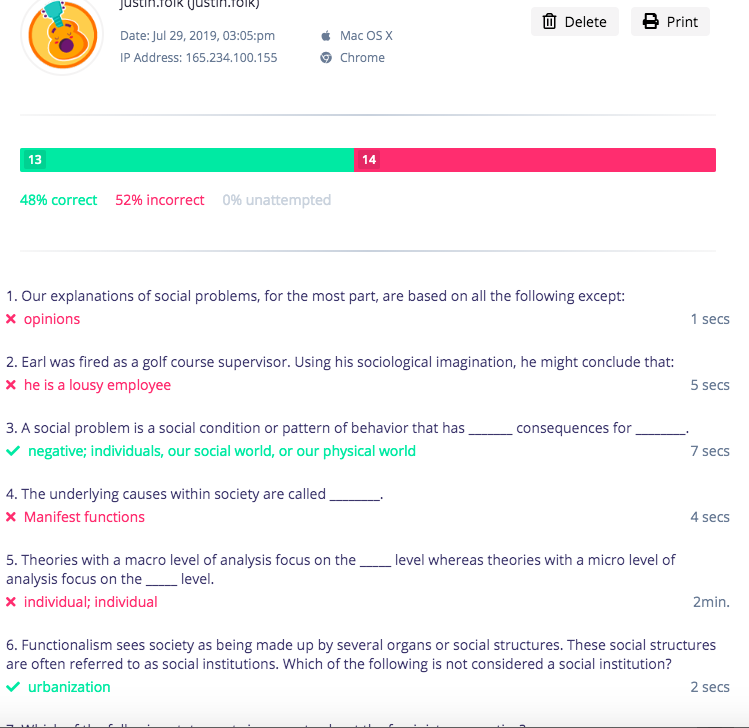 justin.folk (justin.folk)
Delete
Print
Date: Jul 29, 2019, 03:05:pm
Mac OS X
IP Address: 165.234.100.155
Chrome
13
14
48% correct 52% incorrect 0% unattempted
1. Our explanations of social problems, for the most part, are based on all the following except:
opinions
1 secs
2. Earl was fired as a golf course supervisor. Using his sociological imagination, he might conclude that:
he is a lousy employee
5 secs
3. A social problem is a social condition or pattern of behavior that has _______ consequences for ________.
negative; individuals, our social world, or our physical world
7 secs
4. The underlying causes within society are called ________.
Manifest functions
4 secs
5. Theories with a macro level of analysis focus on the _____ level whereas theories with a micro level of
analysis focus on the _____ level.
individual; individual
2min.
6. Functionalism sees society as being made up by several organs or social structures. These social structures
are often referred to as social institutions. Which of the following is not considered a social institution?
urbanization
2 secs